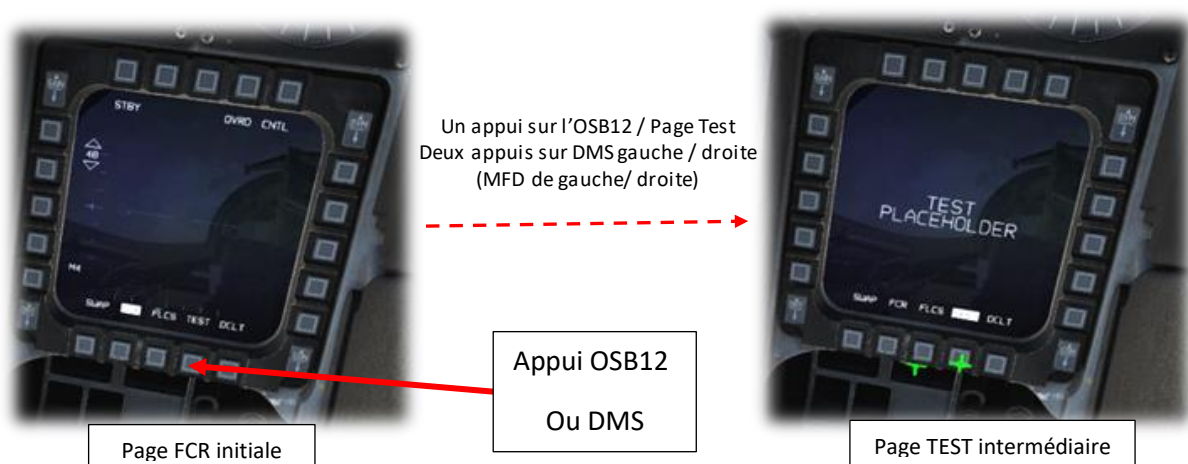 STBY
OVRD CNTL
40
M4
SWAP
FLCS TEST DCLT
Page FCR initiale
Un appui sur l'OSB12 / Page Test
Deux appuis sur DMS gauche / droite
(MFD de gauche/ droite)
Appui OSB12
Ou DMS
TEST
PLACEHOLDER
SWAP FCR FLCS
DCLT
Page TEST intermédiaire